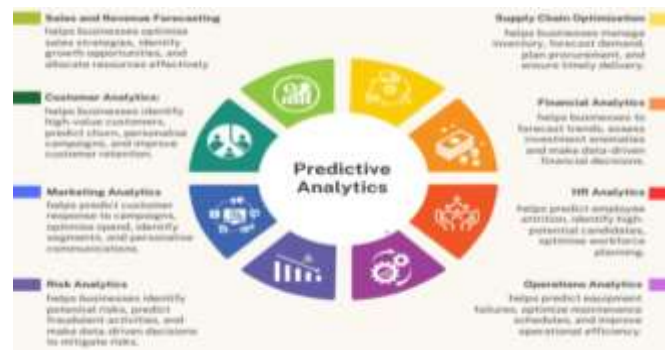 Sales and Revenue Forecasting
helps businesses optimise
sales strategies, identify
growth opportunities, and
allocate resources effectively
Customer Analytics:
helps businesses identify
high-value customers,
predict churn, personalise
campaigns, and improve
customer retention.
Marketing Analytics
helps predict customer
response to campaigns,
optimise spend, identify
segments, and personalise
communications.
Risk Analytics
helps businesses identify
potential risks, predict
fraudulent activities, and
make data-driven decisions
to mitigate risks.
Predictive
Analytics
Supply Chain Optimisation
helps businesses manage
inventory, forecast demand,
plan procurement, and
ensure timely delivery.
Financial Analytics
helps businesses to
forecast trends, assess
investment anomalies
and make data-driven
financial decisions.
HR Analytics
helps predict employee
attrition, identify high-
potential candidates,
optimise workforce
planning.
Operations Analytics
helps predict equipment
failures, optimize maintenance
schedules, and improve
operational efficiency.